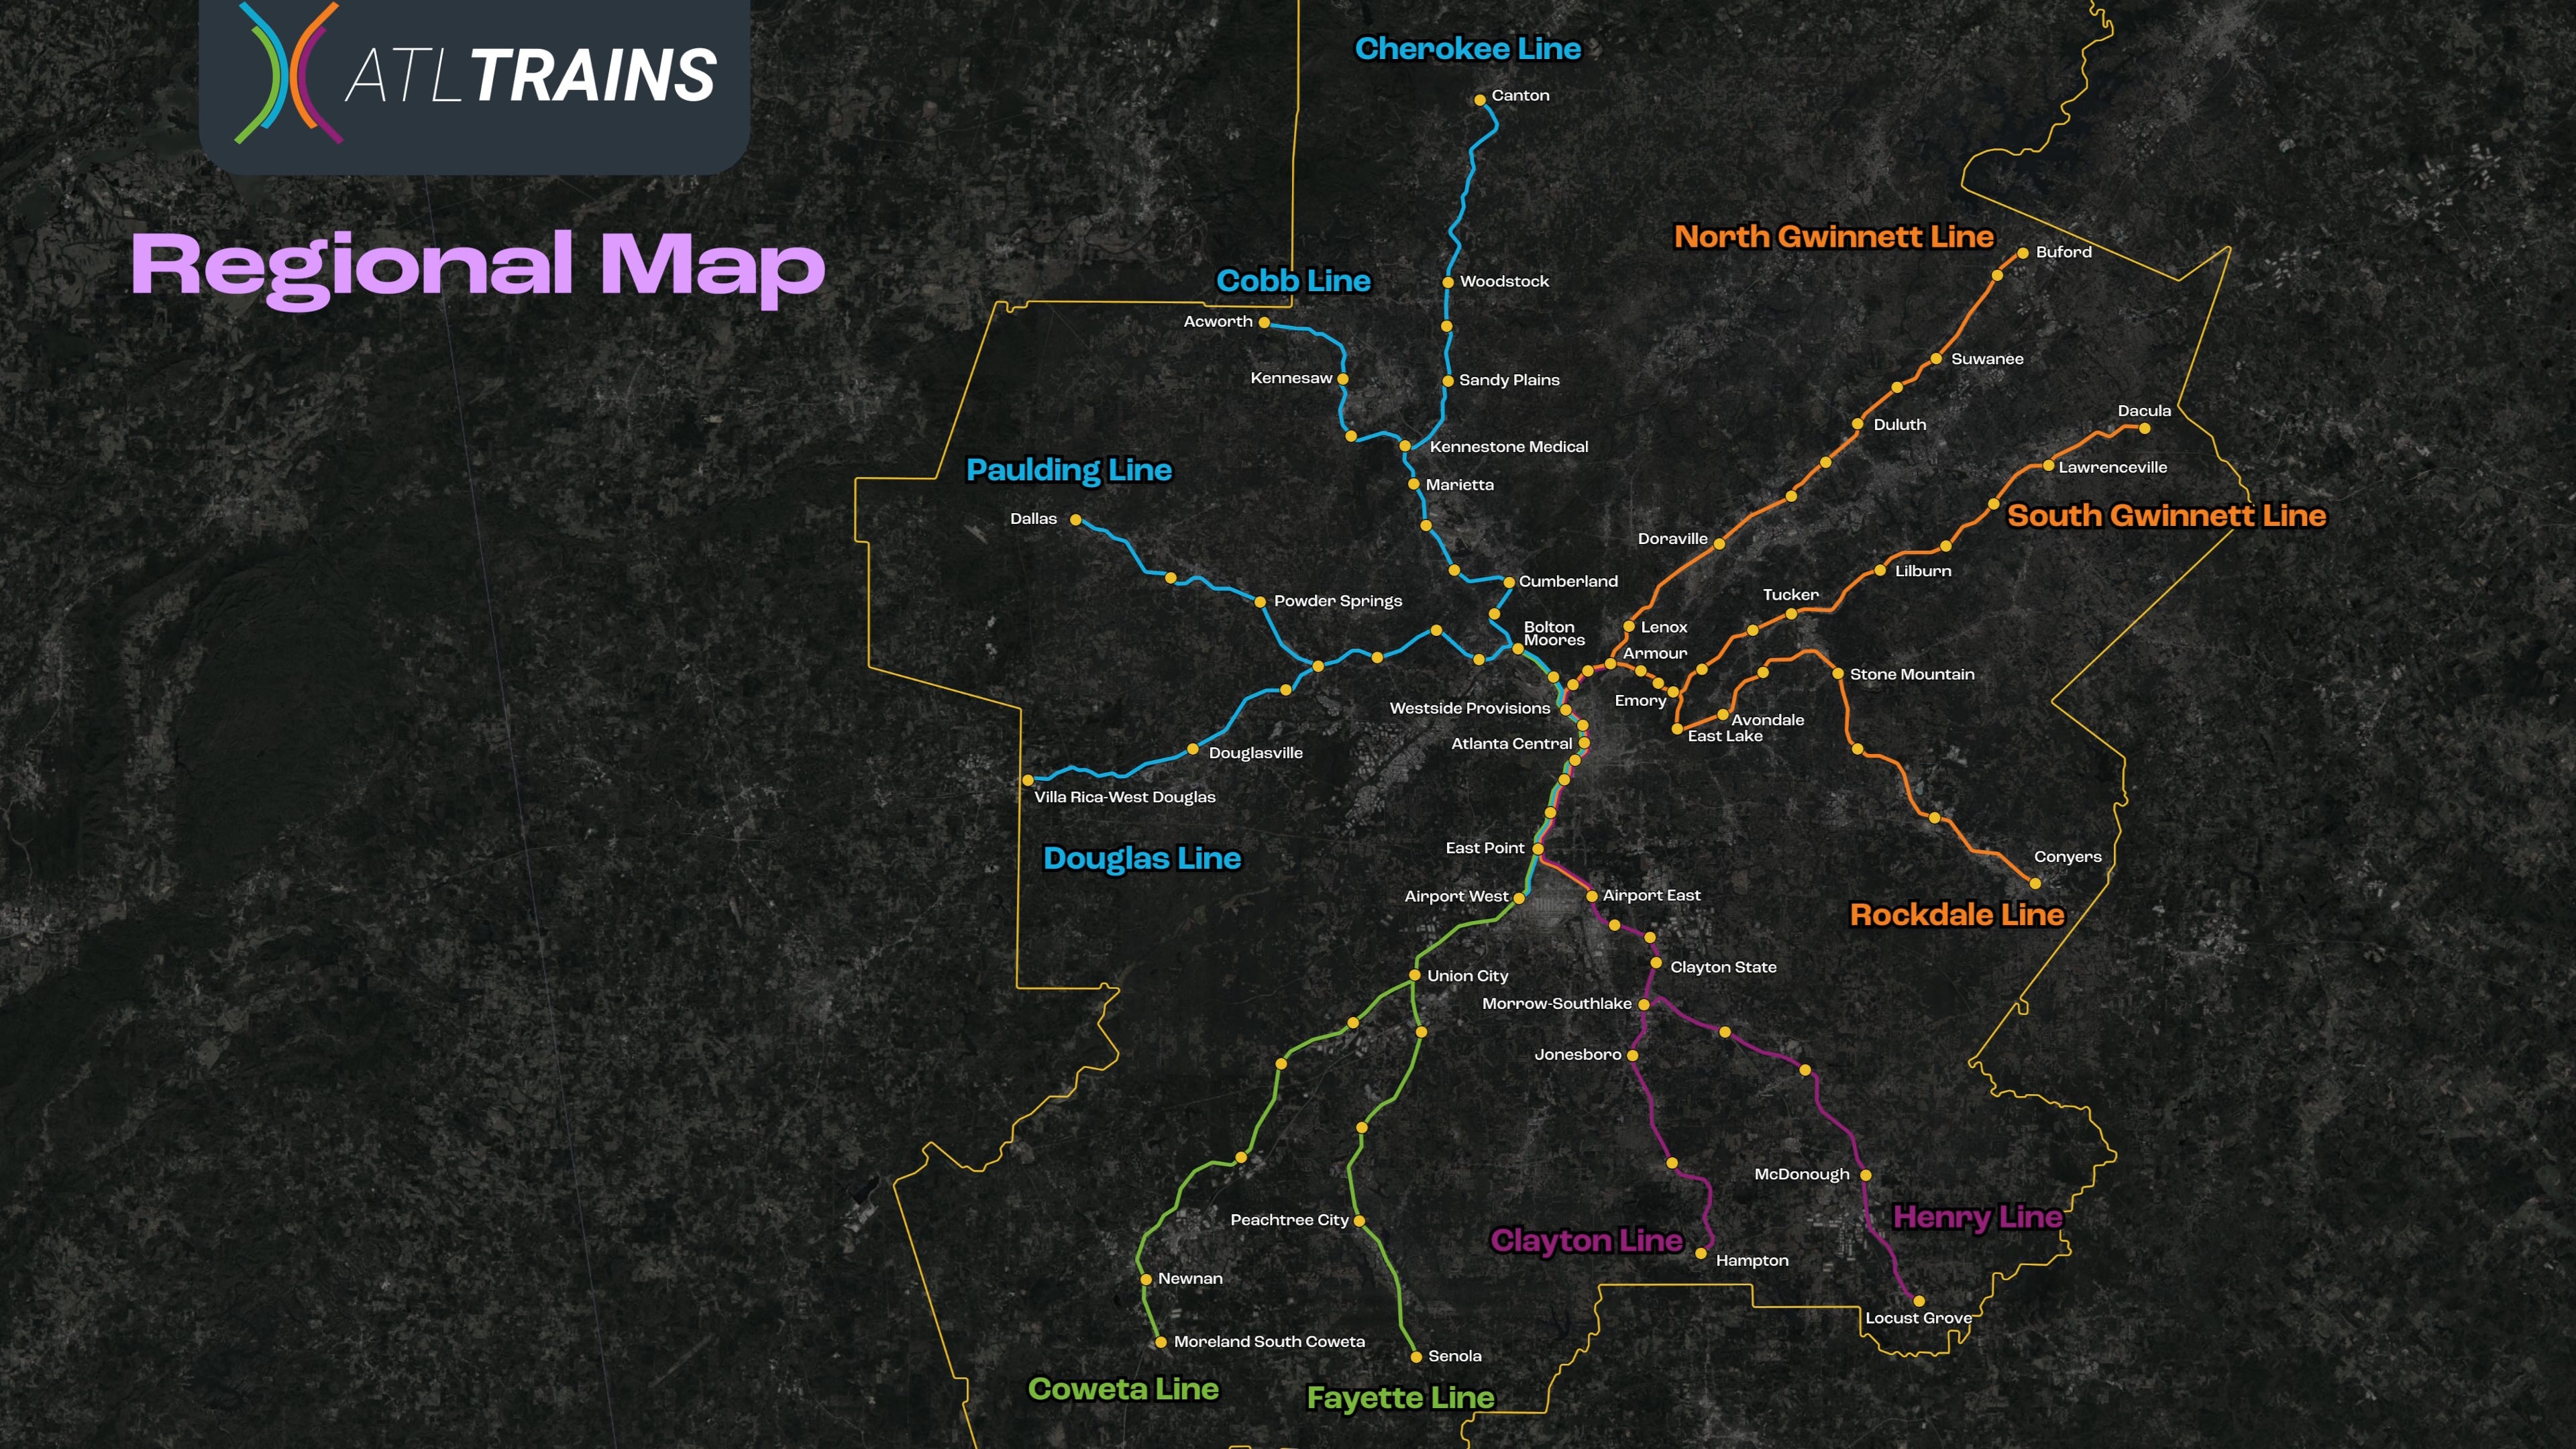 ATLTRAINS
Regional Map
Cherokee Line
Canton
North Gwinnett Line
Buford
Cobb Line
Woodstock
Acworth
Suwanee
Kennesaw
Sandy Plains
Dacula
Duluth
Kennestone Medical
Lawrenceville
Paulding Line
Marietta
South Gwinnett Line
Dallas
Doraville
Lilburn
Cumberland
Tucker
Powder Springs
Bolton
Moores
Lenox
Armour
Stone Mountain
Emory
Westside Provisions
Avondale
East Lake
Atlanta Central
Douglasville
Villa Rica-West Douglas
East Point
Conyers
Douglas Line
Airport West
Airport East
Rockdale Line
Clayton State
Union City
Morrow-Southlake
Jonesboro
McDonough
Peachtree City
Henry Line
Clayton Line
Hampton
Newnan
Locust Grove
Moreland South Coweta
Senola
Coweta Line
Fayette Line